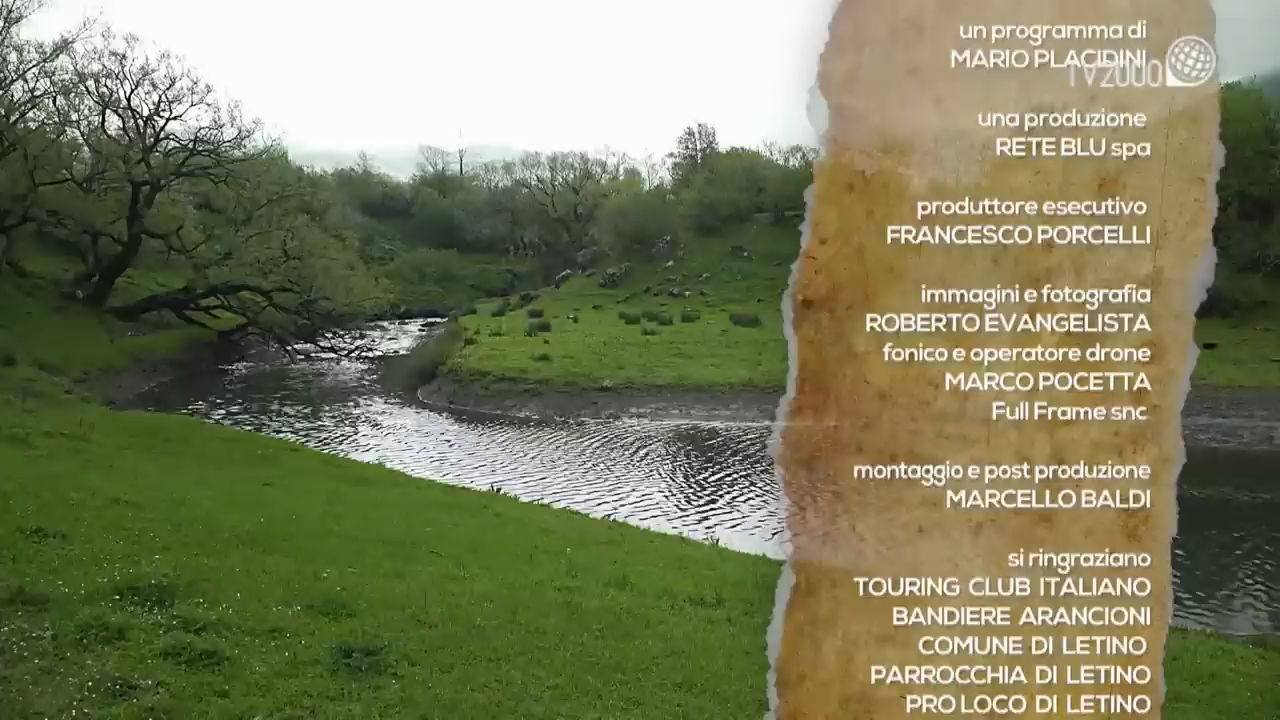 un programma di
MARIO PLACIDINI
TV2000
una produzione
RETE BLU spa
produttore esecutivo
FRANCESCO PORCELLI
immagini e fotografia
ROBERTO EVANGELISTA
fonico e operatore drone
MARCO POCETTA
Full Frame snc
montaggio e post produzione
MARCELLO BALDI
si ringraziano
TOURING CLUB ITALIANO
BANDIERE ARANCIONI
COMUNE DI LETINO
PARROCCHIA DI LETINO
PRO LOCO DI LETINO